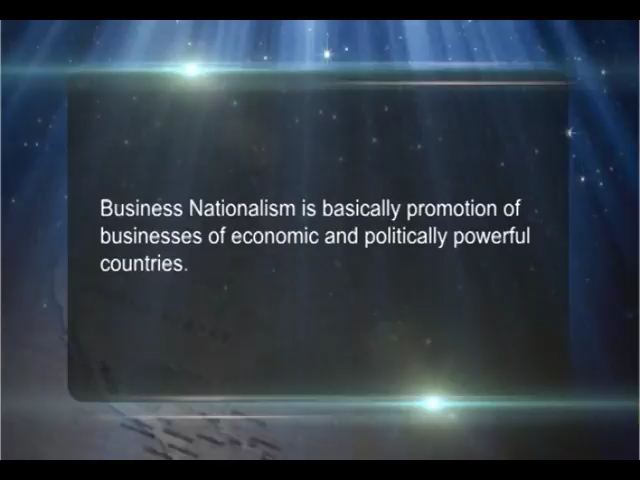 Business Nationalism is basically promotion of
businesses of economic and politically powerful
countries.